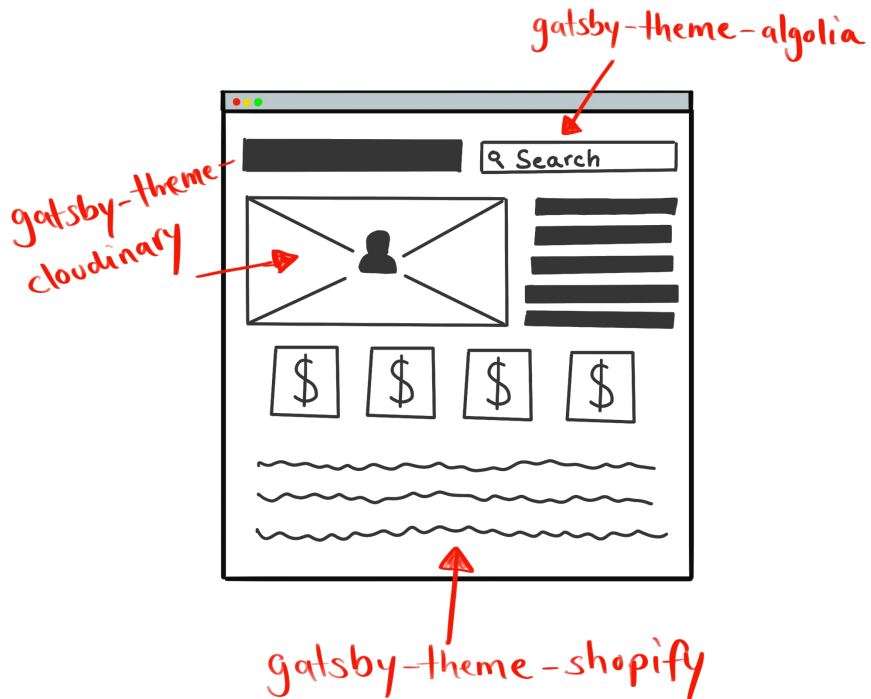 gatsby-theme-algolia
Search
gatsby-theme-
cloudinary
$ $ $ $
gatsby-theme-shopify